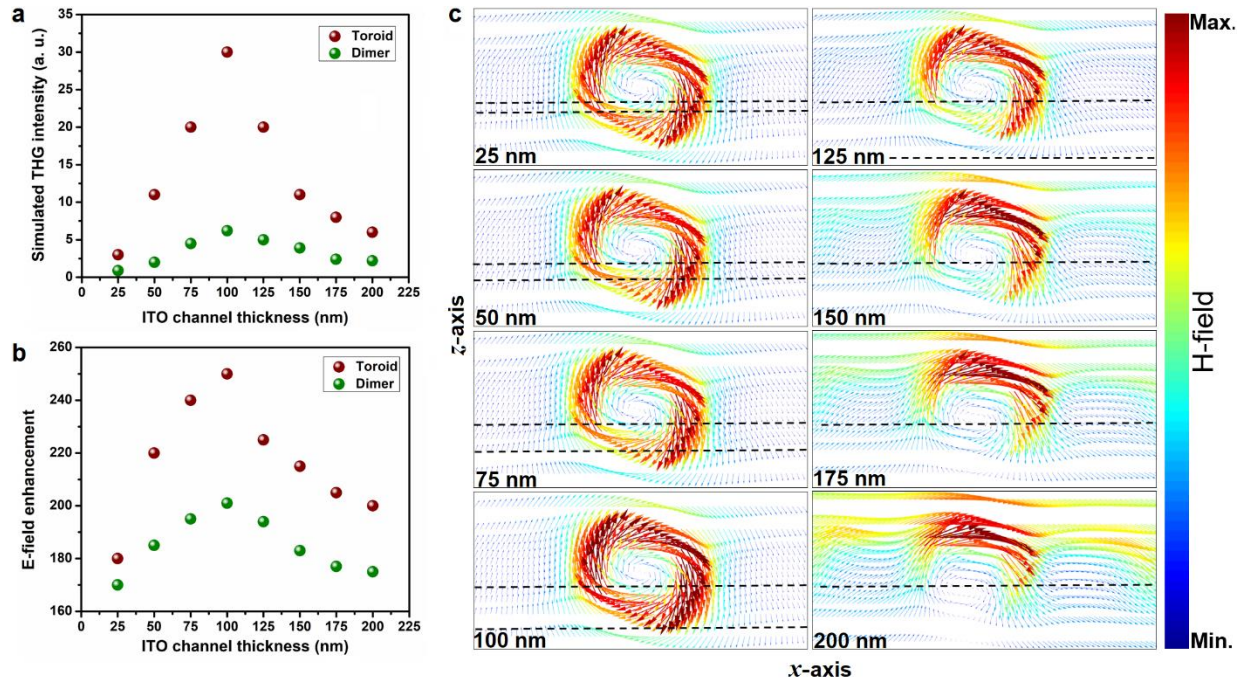 a
Simulated THG intensity (a. u.)
35
30
25
20
15
10
5
0
Toroid
Dimer
0 25 50 75 100 125 150 175 200 225
ITO channel thickness (nm)
b
E-field enhancement
260
240
220
200
180
160
Toroid
Dimer
0 25 50 75 100 125 150 175 200 225
ITO channel thickness (nm)
c
z-axis
25 nm
125 nm
50 nm
150 nm
75 nm
175 nm
100 nm
200 nm
x-axis
Max.
H-field
Min.